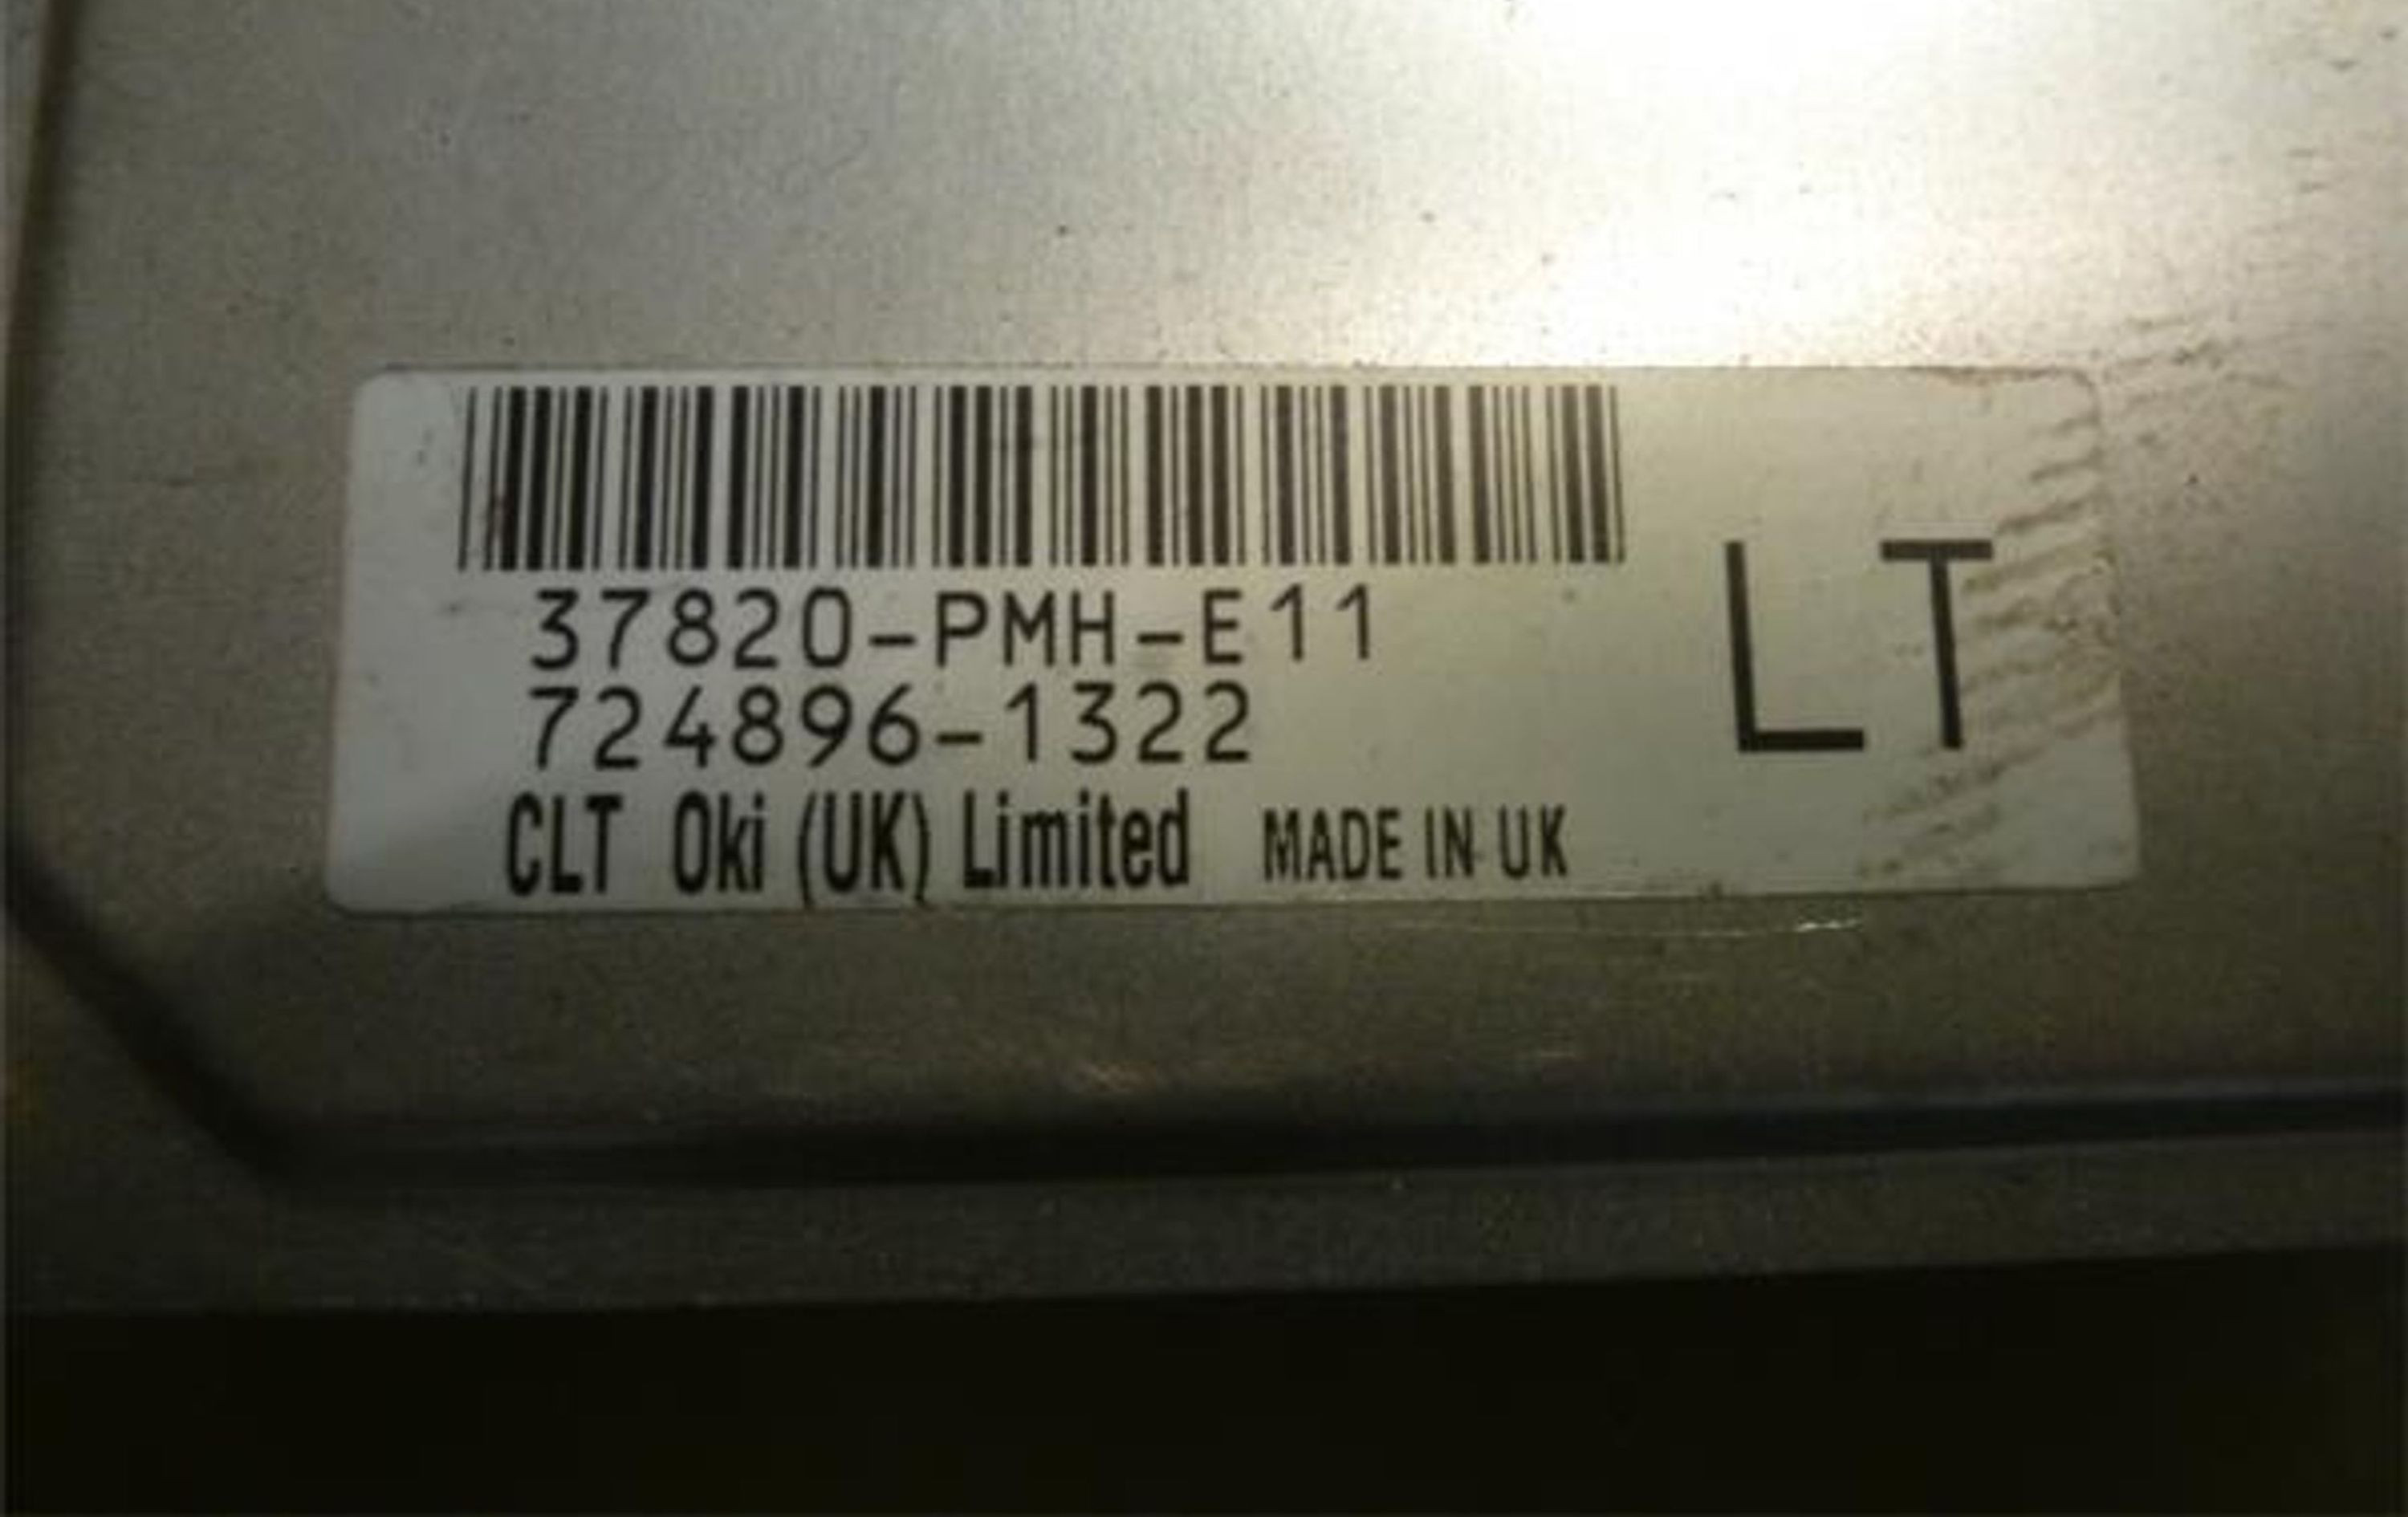 37820-PMH-E11
724896-1322
CLT Oki (UK) Limited MADE IN UK
LT